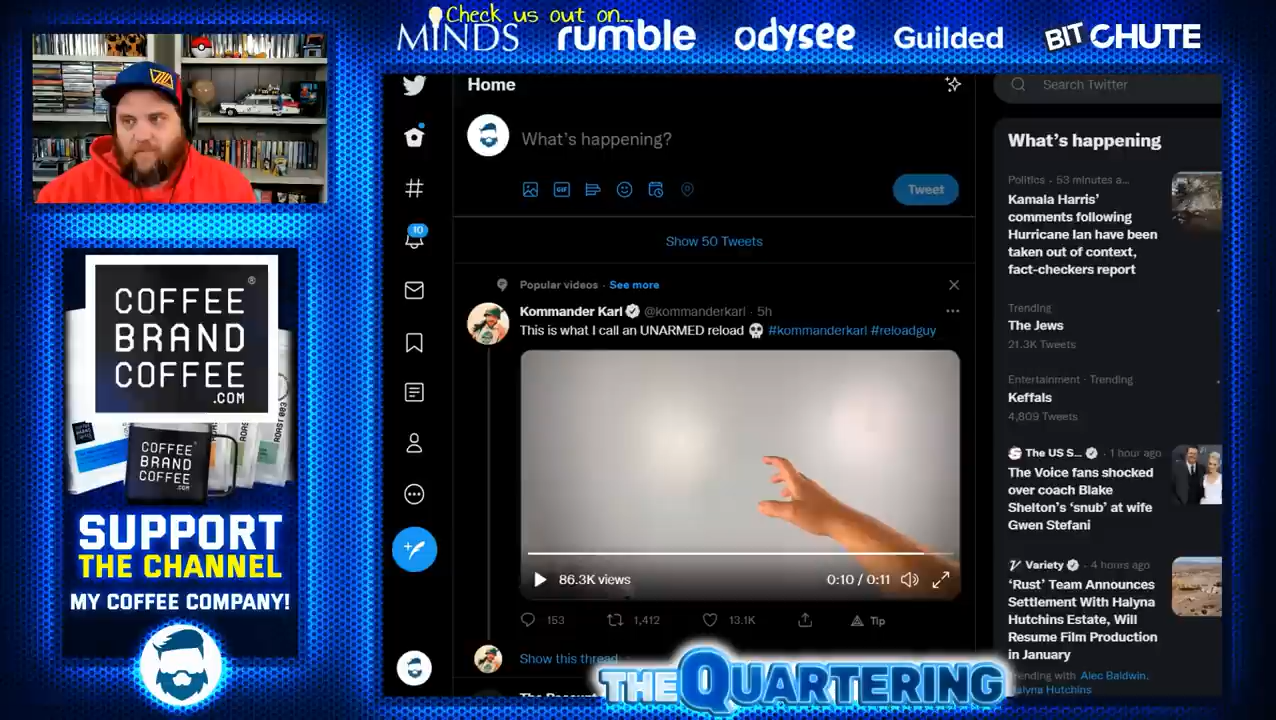 Check us out on...
MINDS rumble odysee Guilded BITCHUTE
Home
Search Twitter
What's happening?
Tweet
Show 50 Tweets
Popular videos · See more
Kommander Karl @kommanderkarl · 5h
This is what I call an UNARMED reload 💀 #kommanderkarl #reloadguy
86.3K views
0:10 / 0:11
153
1,412
13.1K
Tip
Show this thread
10
What's happening
Politics · 53 minutes a...
Kamala Harris'
comments following
Hurricane Ian have been
taken out of context,
fact-checkers report
Trending
The Jews
21.3K Tweets
Entertainment · Trending
Keffals
4,809 Tweets
The US S... · 1 hour ago
The Voice fans shocked
over coach Blake
Shelton's 'snub' at wife
Gwen Stefani
Variety · 4 hours ago
'Rust' Team Announces
Settlement With Halyna
Hutchins Estate, Will
Resume Film Production
in January
Trending with Alec Baldwin,
Halyna Hutchins
COFFEE
BRAND
COFFEE
.COM
®
COFFEE
BRAND
COFFEE
.COM
SUPPORT
THE CHANNEL
MY COFFEE COMPANY!
THEQUARTERING